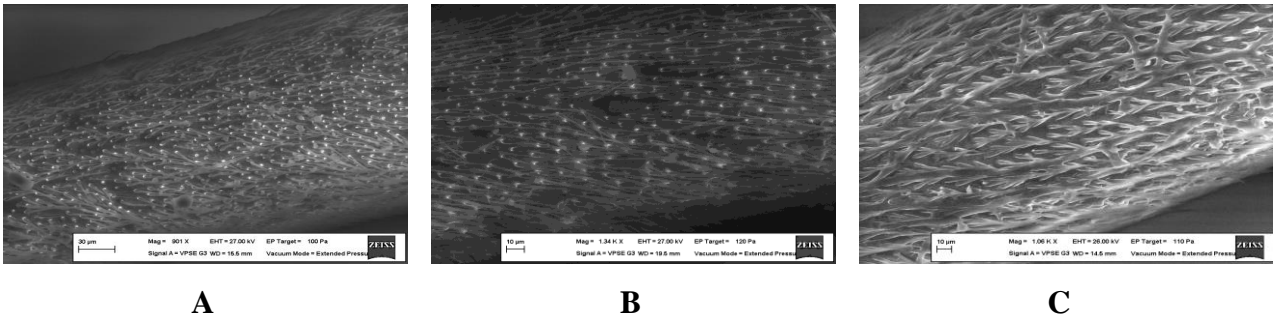 30 µm Mag = 901 X EHT = 27.00 kV EP Target = 100 Pa
Signal A = VPSE G3 WD = 15.5 mm Vacuum Mode = Extended Pressu
ZEISS
10 µm Mag = 1.34 K X EHT = 27.00 kV EP Target = 120 Pa
Signal A = VPSE G3 WD = 19.5 mm Vacuum Mode = Extended Pressu
ZEISS
10 µm Mag = 1.06 K X EHT = 26.00 kV EP Target = 110 Pa
Signal A = VPSE G3 WD = 14.5 mm Vacuum Mode = Extended Pressu
ZEISS
A B C